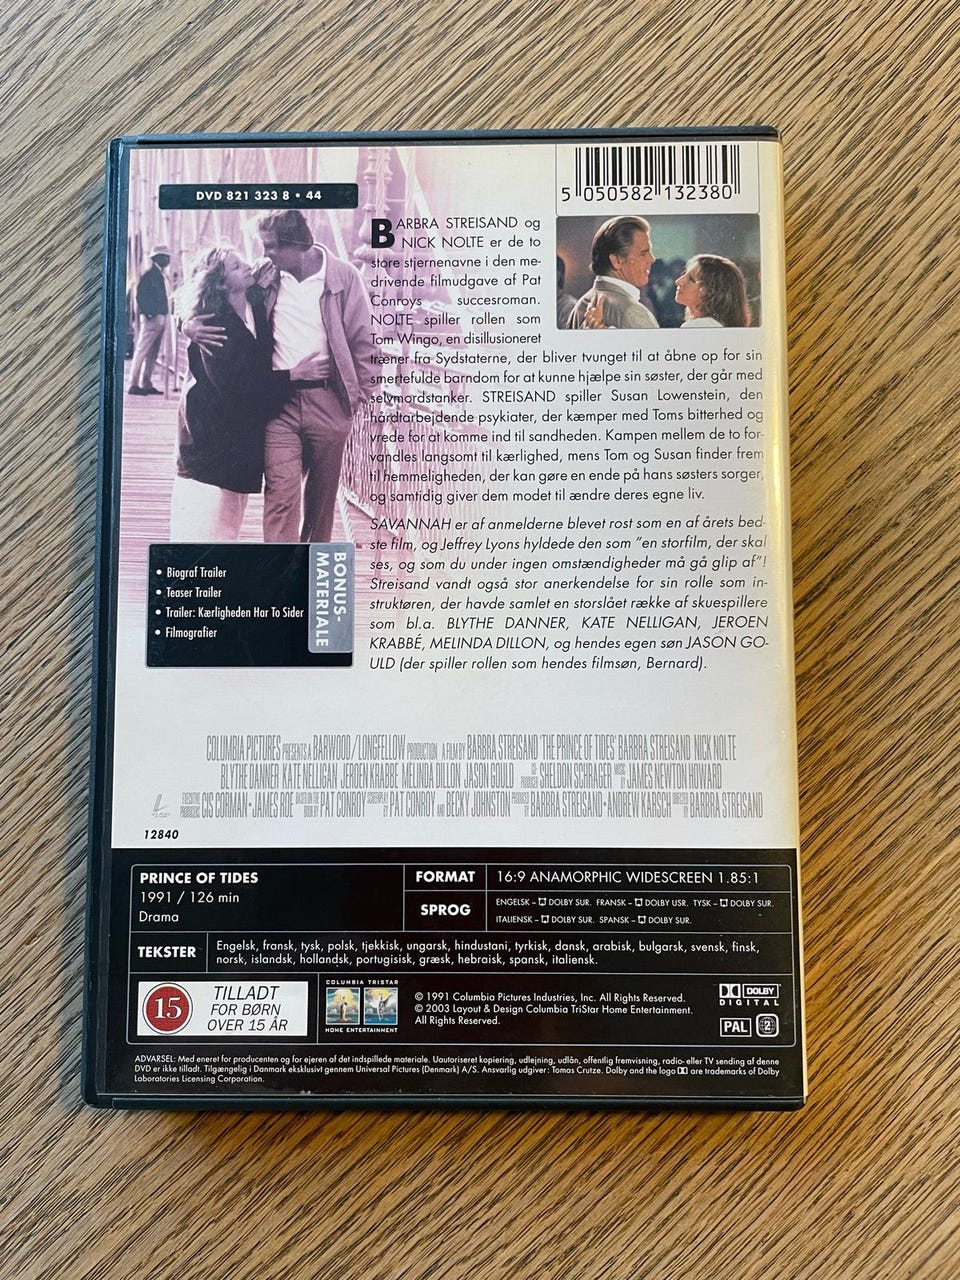 DVD 821 323 8 • 44
5 050582 132380
BARBRA STREISAND og
NICK NOLTE er de to
store stjernenavne i den me-
drivende filmudgave af Pat
Conroys succesroman.
NOLTE spiller rollen som
Tom Wingo, en disillusioneret
træner fra Sydstaterne, der bliver tvunget til at åbne op for sin
smertefulde barndom for at kunne hjælpe sin søster, der går med
selvmordstanker. STREISAND spiller Susan Lowenstein, den
hårdtarbejdende psykiater, der kæmper med Toms bitterhed og
vrede for at komme ind til sandheden. Kampen mellem de to for-
vandles langsomt til kærlighed, mens Tom og Susan finder frem
til hemmeligheden, der kan gøre en ende på hans søsters sorger,
og samtidig giver dem modet til ændre deres egne liv.
SAVANNAH er af anmelderne blevet rost som en af årets bed-
ste film, og Jeffrey Lyons hyldede den som "en storfilm, der skal
ses, og som du under ingen omstændigheder må gå glip af"!
Streisand vandt også stor anerkendelse for sin rolle som in-
struktøren, der havde samlet en storslået række af skuespillere
som bl.a. BLYTHE DANNER, KATE NELLIGAN, JEROEN
KRABBÉ, MELINDA DILLON, og hendes egen søn JASON GO-
ULD (der spiller rollen som hendes filmsøn, Bernard).
BONUS-
MATERIALE
• Biograf Trailer
• Teaser Trailer
• Trailer: Kærligheden Har To Sider
• Filmografier
COLUMBIA PICTURES PRESENTS A BARWOOD/LONGFELLOW PRODUCTION A FILM BY BARBRA STREISAND 'THE PRINCE OF TIDES' BARBRA STREISAND NICK NOLTE
BLYTHE DANNER KATE NELLIGAN JEROEN KRABBE MELINDA DILLON JASON GOULD SHELDON SCHRAGER MUSIC BY JAMES NEWTON HOWARD
EXECUTIVE PRODUCERS CIS CORMAN • JAMES ROE BASED ON THE BOOK BY PAT CONROY SCREENPLAY BY PAT CONROY AND BECKY JOHNSTON PRODUCED BY BARBRA STREISAND • ANDREW KARSCH DIRECTED BY BARBRA STREISAND
12840
PRINCE OF TIDES
1991 / 126 min
Drama
FORMAT 16:9 ANAMORPHIC WIDESCREEN 1.85:1
SPROG ENGELSK – DOLBY SUR. FRANSK – DOLBY USR. TYSK – DOLBY SUR.
ITALIENSK – DOLBY SUR. SPANSK – DOLBY SUR.
TEKSTER Engelsk, fransk, tysk, polsk, tjekkisk, ungarsk, hindustani, tyrkisk, dansk, arabisk, bulgarsk, svensk, finsk,
norsk, islandsk, hollandsk, portugisisk, græsk, hebraisk, spansk, italiensk.
15
TILLADT
FOR BØRN
OVER 15 ÅR
COLUMBIA TRISTAR
HOME ENTERTAINMENT
© 1991 Columbia Pictures Industries, Inc. All Rights Reserved.
© 2003 Layout & Design Columbia TriStar Home Entertainment.
All Rights Reserved.
DOLBY
DIGITAL
PAL 2
ADVARSEL: Med eneret for producenten og for ejeren af det indspillede materiale. Uautoriseret kopiering, udlejning, udlån, offentlig fremvisning, radio- eller TV sending af denne
DVD er ikke tilladt. Tilgængelig i Danmark eksklusivt gennem Universal Pictures (Denmark) A/S. Ansvarlig udgiver: Tomas Crutze. Dolby and the logo are trademarks of Dolby
Laboratories Licensing Corporation.